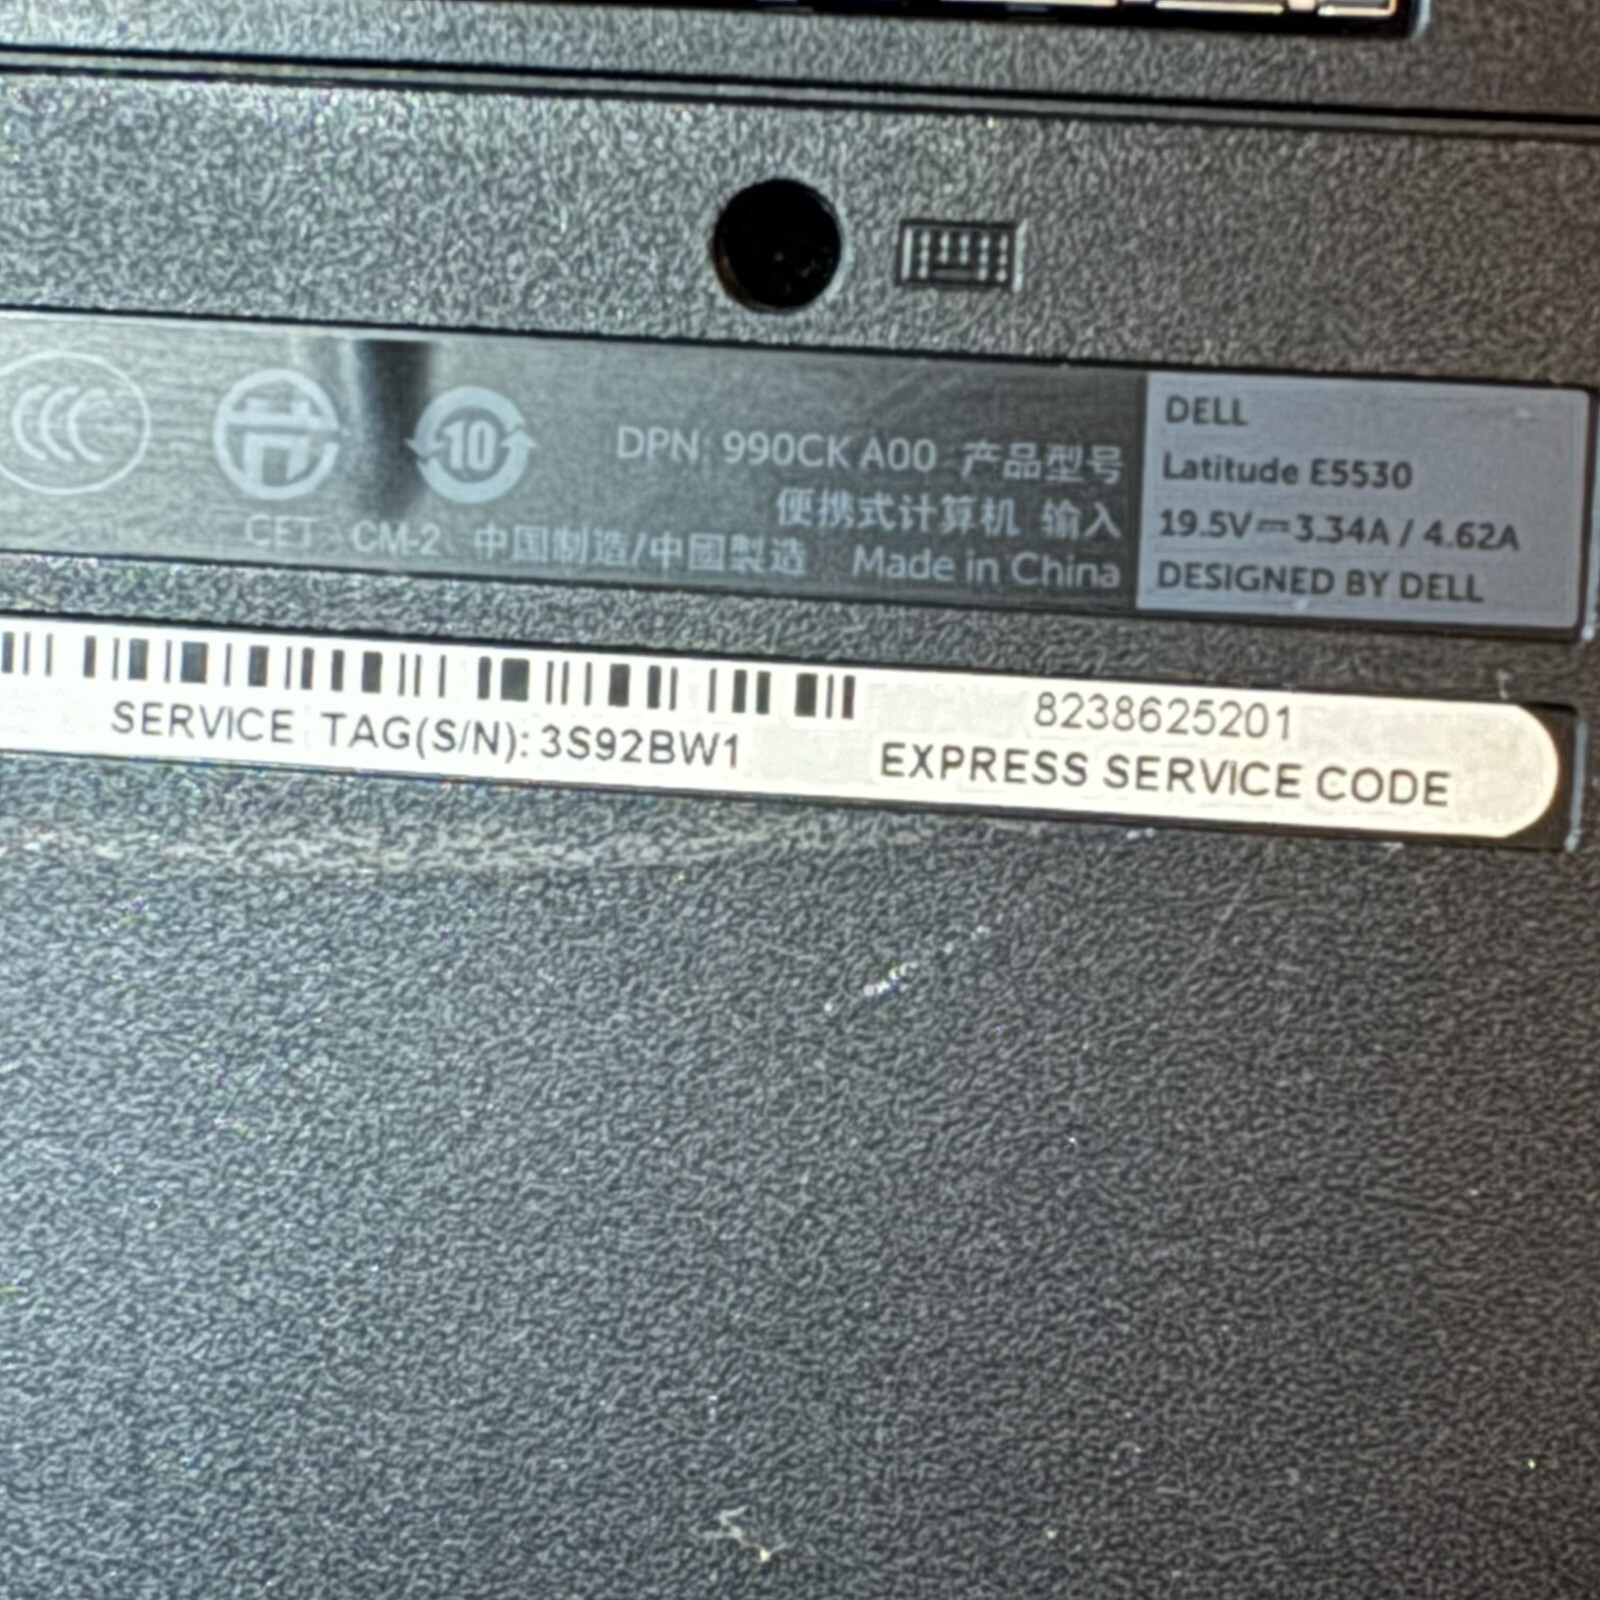 10
DPN: 990CK A00 产品型号
便携式计算机 输入
CET CM-2 中国制造/中國製造 Made in China
DELL
Latitude E5530
19.5V⎓3.34A / 4.62A
DESIGNED BY DELL
8238625201
SERVICE TAG(S/N): 3S92BW1
EXPRESS SERVICE CODE